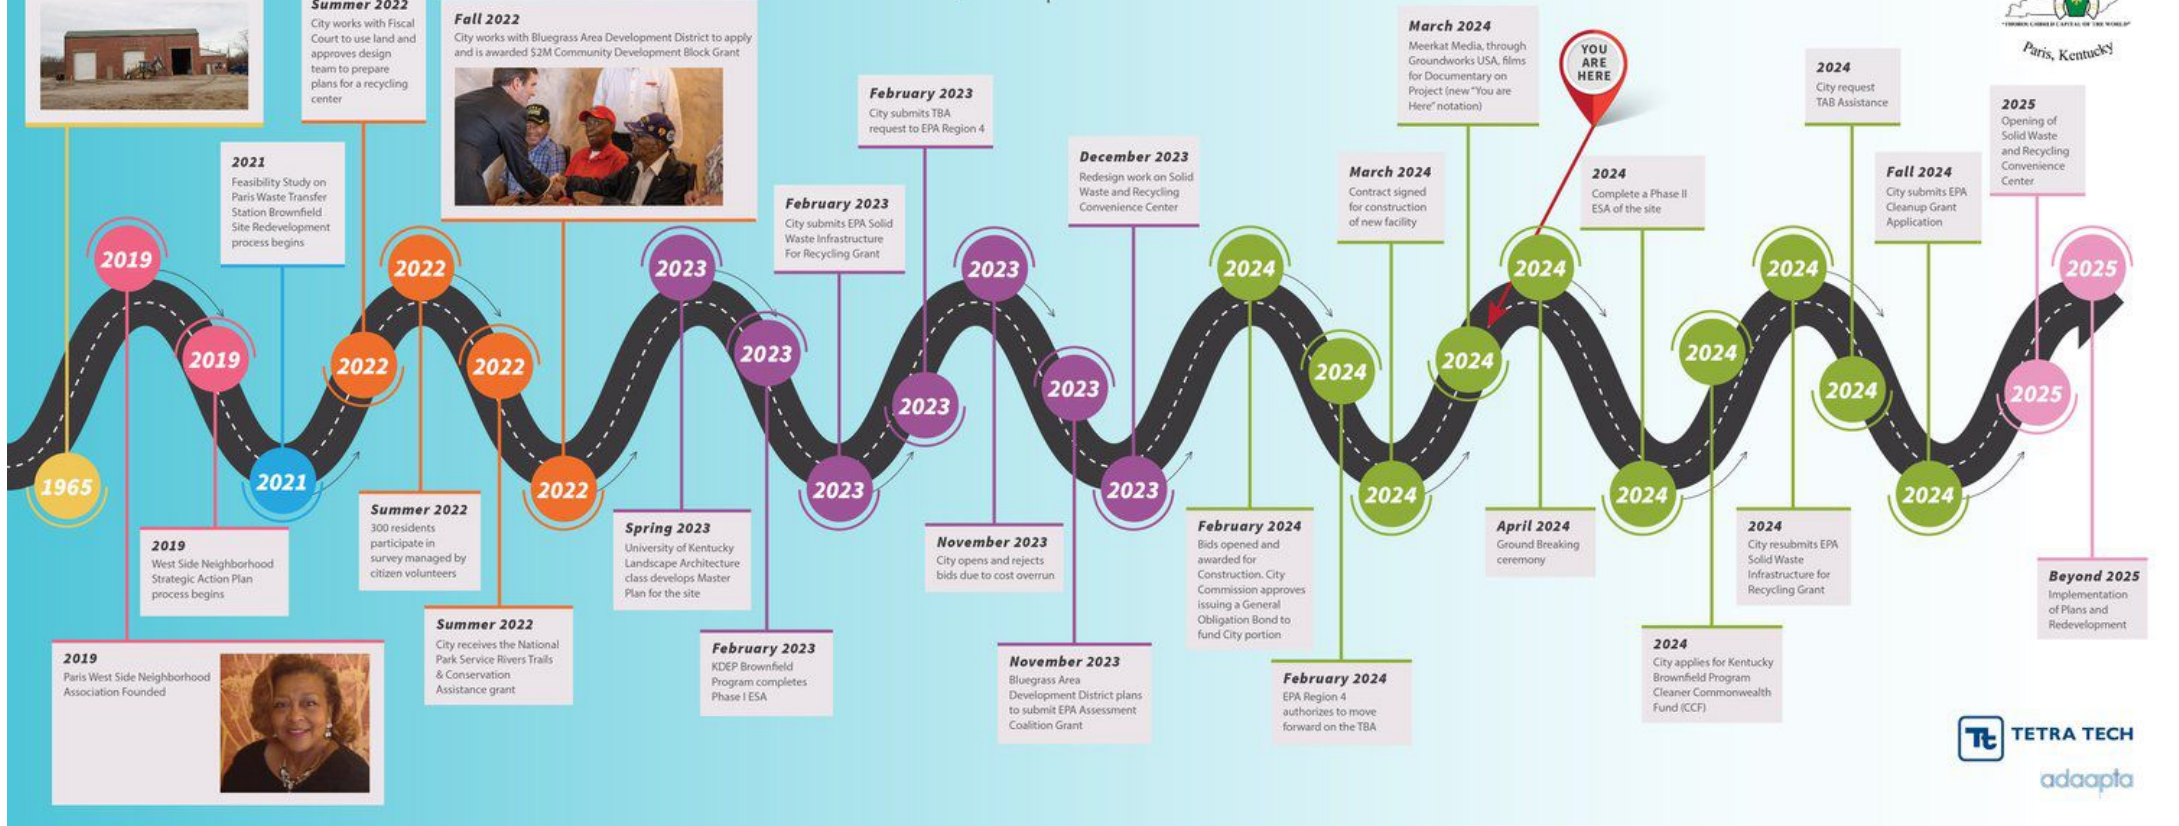 Summer 2022
City works with Fiscal
Court to use land and
approves design
team to prepare
plans for a recycling
center
Fall 2022
City works with Bluegrass Area Development District to apply
and is awarded $2M Community Development Block Grant
March 2024
Meerkat Media, through
Groundworks USA, films
for Documentary on
Project (new "You are
Here" notation)
YOU
ARE
HERE
"THOROUGHBRED CAPITAL OF THE WORLD"
Paris, Kentucky
2024
City request
TAB Assistance
February 2023
City submits TBA
request to EPA Region 4
2025
Opening of
Solid Waste
and Recycling
Convenience
Center
2021
Feasibility Study on
Paris Waste Transfer
Station Brownfield
Site Redevelopment
process begins
December 2023
Redesign work on Solid
Waste and Recycling
Convenience Center
March 2024
Contract signed
for construction
of new facility
2024
Complete a Phase II
ESA of the site
Fall 2024
City submits EPA
Cleanup Grant
Application
February 2023
City submits EPA Solid
Waste Infrastructure
For Recycling Grant
1965
2019
2019
2021
2022
2022
2022
2022
2023
2023
2023
2023
2023
2023
2023
2024
2024
2024
2024
2024
2024
2024
2024
2024
2024
2025
2025
2019
West Side Neighborhood
Strategic Action Plan
process begins
Summer 2022
300 residents
participate in
survey managed by
citizen volunteers
Spring 2023
University of Kentucky
Landscape Architecture
class develops Master
Plan for the site
November 2023
City opens and rejects
bids due to cost overrun
February 2024
Bids opened and
awarded for
Construction. City
Commission approves
issuing a General
Obligation Bond to
fund City portion
April 2024
Ground Breaking
ceremony
2024
City resubmits EPA
Solid Waste
Infrastructure for
Recycling Grant
Beyond 2025
Implementation
of Plans and
Redevelopment
2019
Paris West Side Neighborhood
Association Founded
Summer 2022
City receives the National
Park Service Rivers Trails
& Conservation
Assistance grant
February 2023
KDEP Brownfield
Program completes
Phase I ESA
November 2023
Bluegrass Area
Development District plans
to submit EPA Assessment
Coalition Grant
February 2024
EPA Region 4
authorizes to move
forward on the TBA
2024
City applies for Kentucky
Brownfield Program
Cleaner Commonwealth
Fund (CCF)
Tt TETRA TECH
adaapta